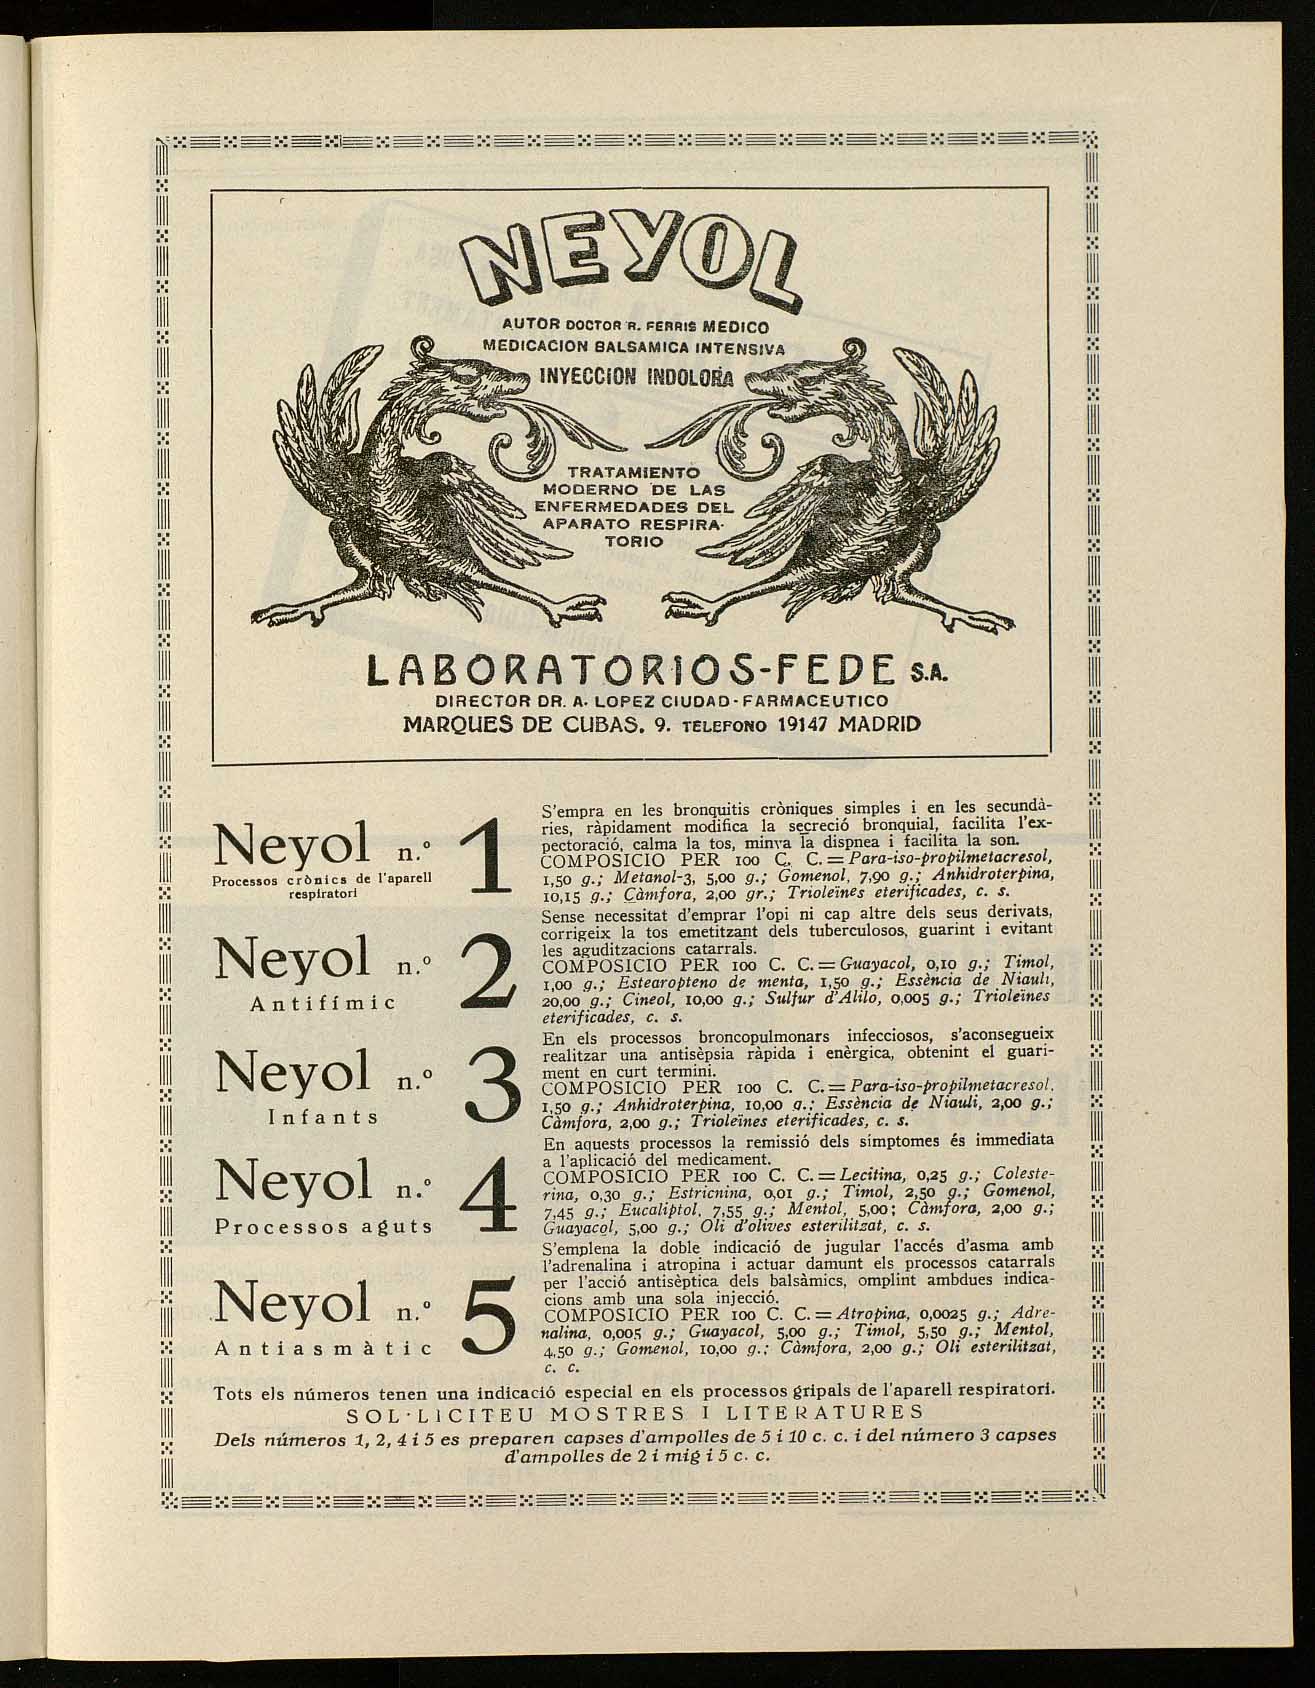 NEYOL
AUTOR DOCTOR R. FERRIS MEDICO
MEDICACION BALSAMICA INTENSIVA
INYECCION INDOLORA
TRATAMIENTO
MODERNO DE LAS
ENFERMEDADES DEL
APARATO RESPIRA-
TORIO
LABORATORIOS-FEDE S.A.
DIRECTOR DR. A. LOPEZ CIUDAD-FARMACEUTICO
MARQUES DE CUBAS. 9. TELEFONO 19147 MADRID
Neyol n.º 1
Processos crònics de l'aparell
respiratori
S'empra en les bronquitis cròniques simples i en les secundà-
ries, ràpidament modifica la secreció bronquial, facilita l'ex-
pectoració, calma la tos, minva la dispnea i facilita la son.
COMPOSICIO PER 100 C. C. = Para-iso-propilmetacresol,
1,50 g.; Metanol-3, 5,00 g.; Gomenol, 7,90 g.; Anhidroterpina,
10,15 g.; Càmfora, 2,00 gr.; Trioleïnes eterificades, c. s.
Neyol n.º 2
Antifímic
Sense necessitat d'emprar l'opi ni cap altre dels seus derivats,
corrigeix la tos emetitzant dels tuberculosos, guarint i evitant
les aguditzacions catarrals.
COMPOSICIO PER 100 C. C. = Guayacol, 0,10 g.; Timol,
1,00 g.; Estearopteno de menta, 1,50 g.; Essència de Niauli,
20,00 g.; Cineol, 10,00 g.; Sulfur d'Alilo, 0,005 g.; Trioleïnes
eterificades, c. s.
Neyol n.º 3
Infants
En els processos broncopulmonars infecciosos, s'aconsegueix
realitzar una antisèpsia ràpida i enèrgica, obtenint el guari-
ment en curt termini.
COMPOSICIO PER 100 C. C. = Para-iso-propilmetacresol,
1,50 g.; Anhidroterpina, 10,00 g.; Essència de Niauli, 2,00 g.;
Càmfora, 2,00 g.; Trioleïnes eterificades, c. s.
Neyol n.º 4
Processos aguts
En aquests processos la remissió dels simptomes és immediata
a l'aplicació del medicament.
COMPOSICIO PER 100 C. C. = Lecitina, 0,25 g.; Coleste-
rina, 0,30 g.; Estricnina, 0,01 g.; Timol, 2,50 g.; Gomenol,
7,45 g.; Eucaliptol, 7,55 g.; Mentol, 5,00; Càmfora, 2,00 g.;
Guayacol, 5,00 g.; Oli d'olives esterilitzat, c. s.
Neyol n.º 5
Antiasmàtic
S'emplena la doble indicació de jugular l'accés d'asma amb
l'adrenalina i atropina i actuar damunt els processos catarrals
per l'acció antisèptica dels balsàmics, omplint ambdues indica-
cions amb una sola injecció.
COMPOSICIO PER 100 C. C. = Atropina, 0,0025 g.; Adre-
nalina, 0,005 g.; Guayacol, 5,00 g.; Timol, 5,50 g.; Mentol,
4,50 g.; Gomenol, 10,00 g.; Càmfora, 2,00 g.; Oli esterilitzat,
c. c.
Tots els números tenen una indicació especial en els processos gripals de l'aparell respiratori.
SOL·LICITEU MOSTRES I LITERATURES
Dels números 1, 2, 4 i 5 es preparen capses d'ampolles de 5 i 10 c. c. i del número 3 capses
d'ampolles de 2 i mig i 5 c. c.